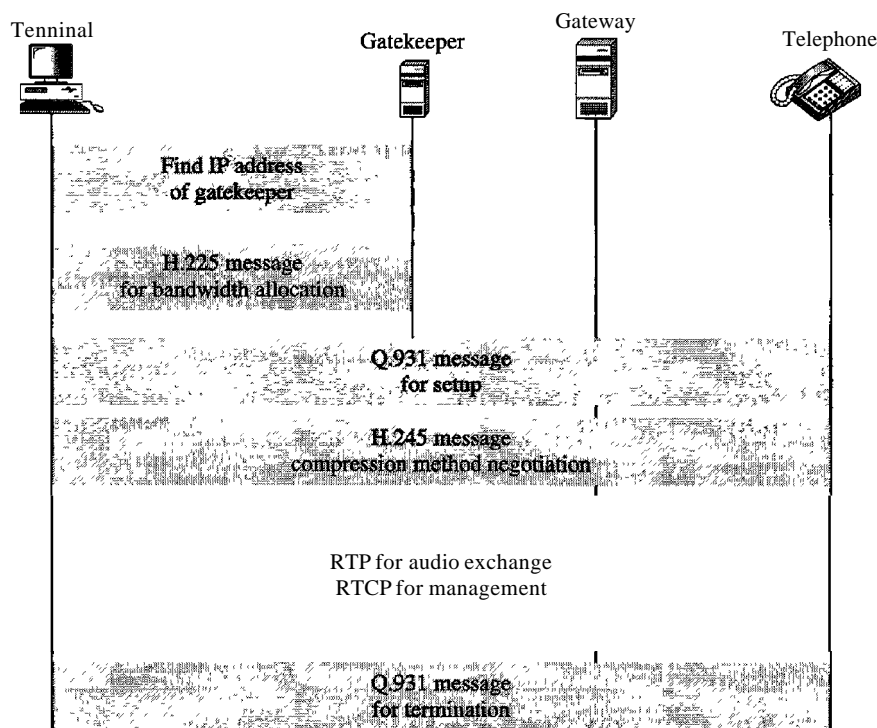 Tenninal
Gatekeeper
Gateway
Telephone
Find IP address
of gatekeeper
H.225 message
for bandwidth allocation
Q.931 message
for setup
H.245 message
compression method negotiation
RTP for audio exchange
RTCP for management
Q.931 message
for termination